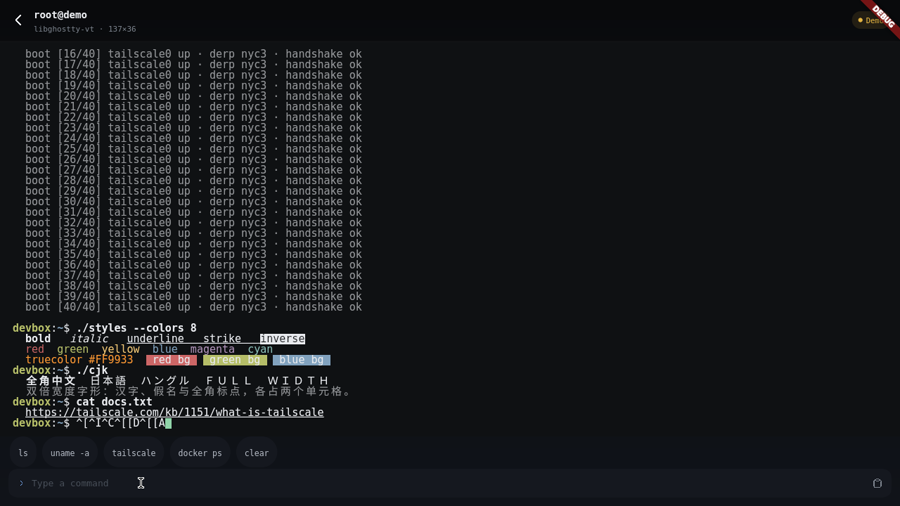 root@demo
libghostty-vt · 137×36
Demo
DEBUG
boot [16/40] tailscale0 up · derp nyc3 · handshake ok
boot [17/40] tailscale0 up · derp nyc3 · handshake ok
boot [18/40] tailscale0 up · derp nyc3 · handshake ok
boot [19/40] tailscale0 up · derp nyc3 · handshake ok
boot [20/40] tailscale0 up · derp nyc3 · handshake ok
boot [21/40] tailscale0 up · derp nyc3 · handshake ok
boot [22/40] tailscale0 up · derp nyc3 · handshake ok
boot [23/40] tailscale0 up · derp nyc3 · handshake ok
boot [24/40] tailscale0 up · derp nyc3 · handshake ok
boot [25/40] tailscale0 up · derp nyc3 · handshake ok
boot [26/40] tailscale0 up · derp nyc3 · handshake ok
boot [27/40] tailscale0 up · derp nyc3 · handshake ok
boot [28/40] tailscale0 up · derp nyc3 · handshake ok
boot [29/40] tailscale0 up · derp nyc3 · handshake ok
boot [30/40] tailscale0 up · derp nyc3 · handshake ok
boot [31/40] tailscale0 up · derp nyc3 · handshake ok
boot [32/40] tailscale0 up · derp nyc3 · handshake ok
boot [33/40] tailscale0 up · derp nyc3 · handshake ok
boot [34/40] tailscale0 up · derp nyc3 · handshake ok
boot [35/40] tailscale0 up · derp nyc3 · handshake ok
boot [36/40] tailscale0 up · derp nyc3 · handshake ok
boot [37/40] tailscale0 up · derp nyc3 · handshake ok
boot [38/40] tailscale0 up · derp nyc3 · handshake ok
boot [39/40] tailscale0 up · derp nyc3 · handshake ok
boot [40/40] tailscale0 up · derp nyc3 · handshake ok
devbox:~$ ./styles --colors 8
bold italic underline strike inverse
red green yellow blue magenta cyan
truecolor #FF9933 red bg green bg blue bg
devbox:~$ ./cjk
全角中文 日本語 ハングル ＦＵＬＬ ＷＩＤＴＨ
双倍宽度字形：汉字、假名与全角标点，各占两个单元格。
devbox:~$ cat docs.txt
https://tailscale.com/kb/1151/what-is-tailscale
devbox:~$ ^[^I^C^[[D^[[A
ls
uname -a
tailscale
docker ps
clear
Type a command